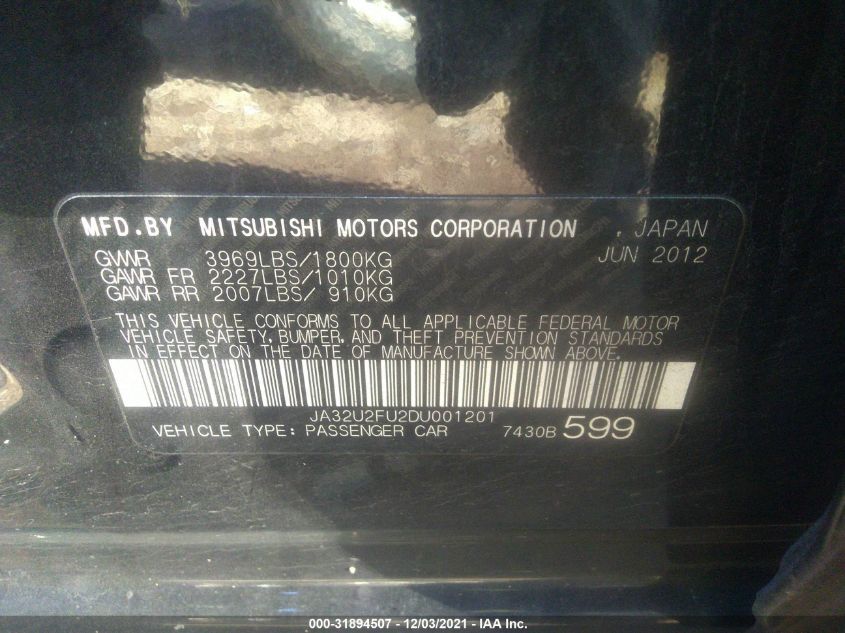 MFD.BY MITSUBISHI MOTORS CORPORATION , JAPAN
GVWR 3969LBS/1800KG JUN 2012
GAWR FR 2227LBS/1010KG
GAWR RR 2007LBS/ 910KG
THIS VEHICLE CONFORMS TO ALL APPLICABLE FEDERAL MOTOR
VEHICLE SAFETY, BUMPER, AND THEFT PREVENTION STANDARDS
IN EFFECT ON THE DATE OF MANUFACTURE SHOWN ABOVE.
JA32U2FU2DU001201
VEHICLE TYPE: PASSENGER CAR 7430B 599
000-31894507 - 12/03/2021 - IAA Inc.